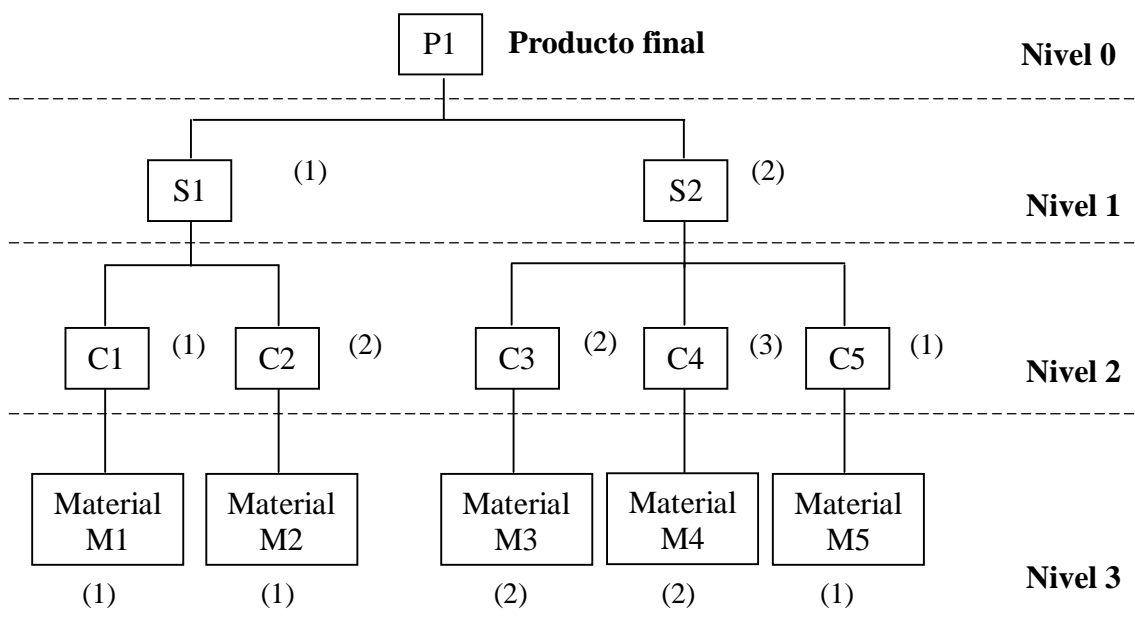 P1
Producto final
Nivel 0
S1
(1)
S2
(2)
Nivel 1
C1
(1)
C2
(2)
C3
(2)
C4
(3)
C5
(1)
Nivel 2
Material
M1
Material
M2
Material
M3
Material
M4
Material
M5
(1)
(1)
(2)
(2)
(1)
Nivel 3